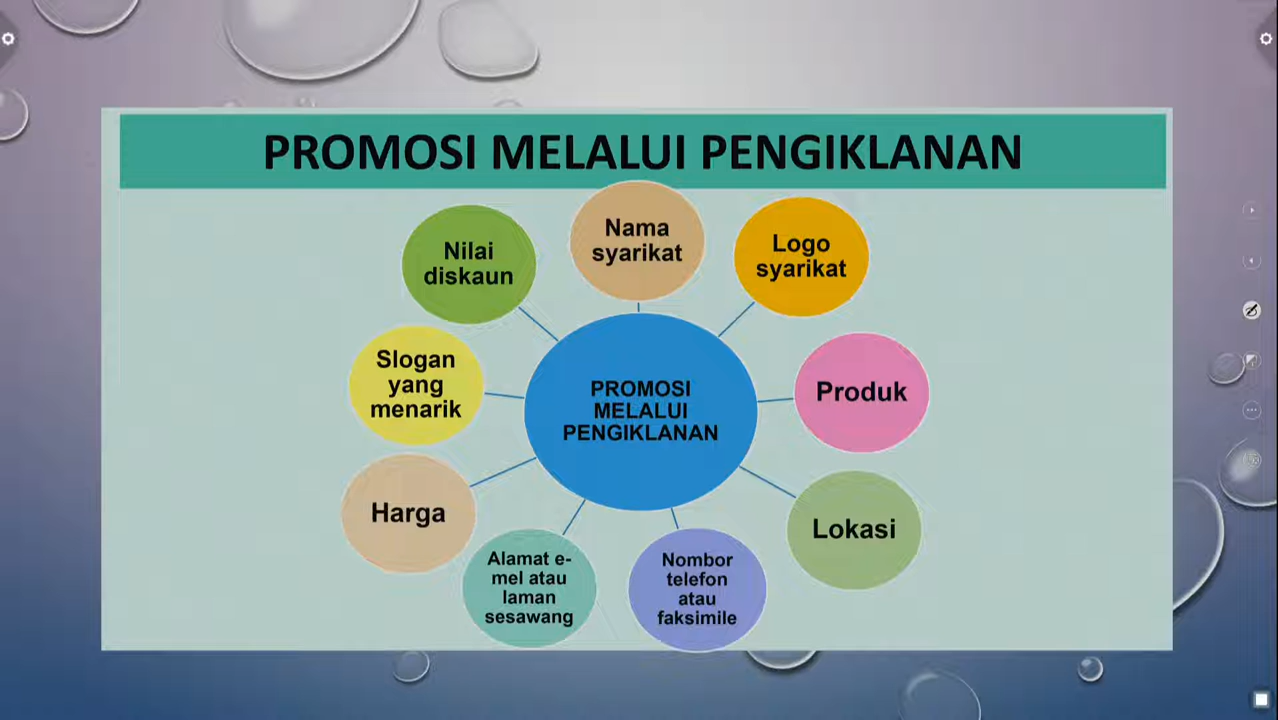 PROMOSI MELALUI PENGIKLANAN
Nama
syarikat
Logo
syarikat
Produk
Lokasi
Nombor
telefon
atau
faksimile
Alamat e-
mel atau
laman
sesawang
Harga
Slogan
yang
menarik
Nilai
diskaun
PROMOSI
MELALUI
PENGIKLANAN